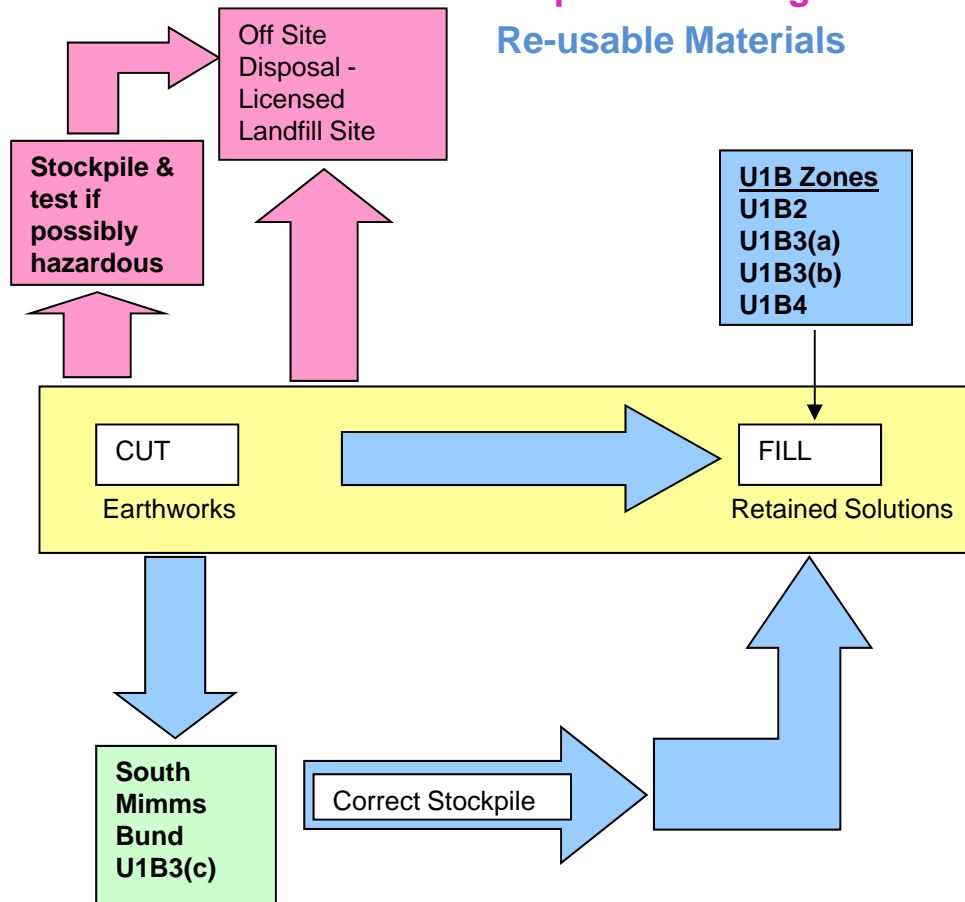 Re-usable Materials
Off Site
Disposal -
Licensed
Landfill Site
Stockpile &
test if
possibly
hazardous
U1B Zones
U1B2
U1B3(a)
U1B3(b)
U1B4
CUT
FILL
Earthworks
Retained Solutions
South
Mimms
Bund
U1B3(c)
Correct Stockpile